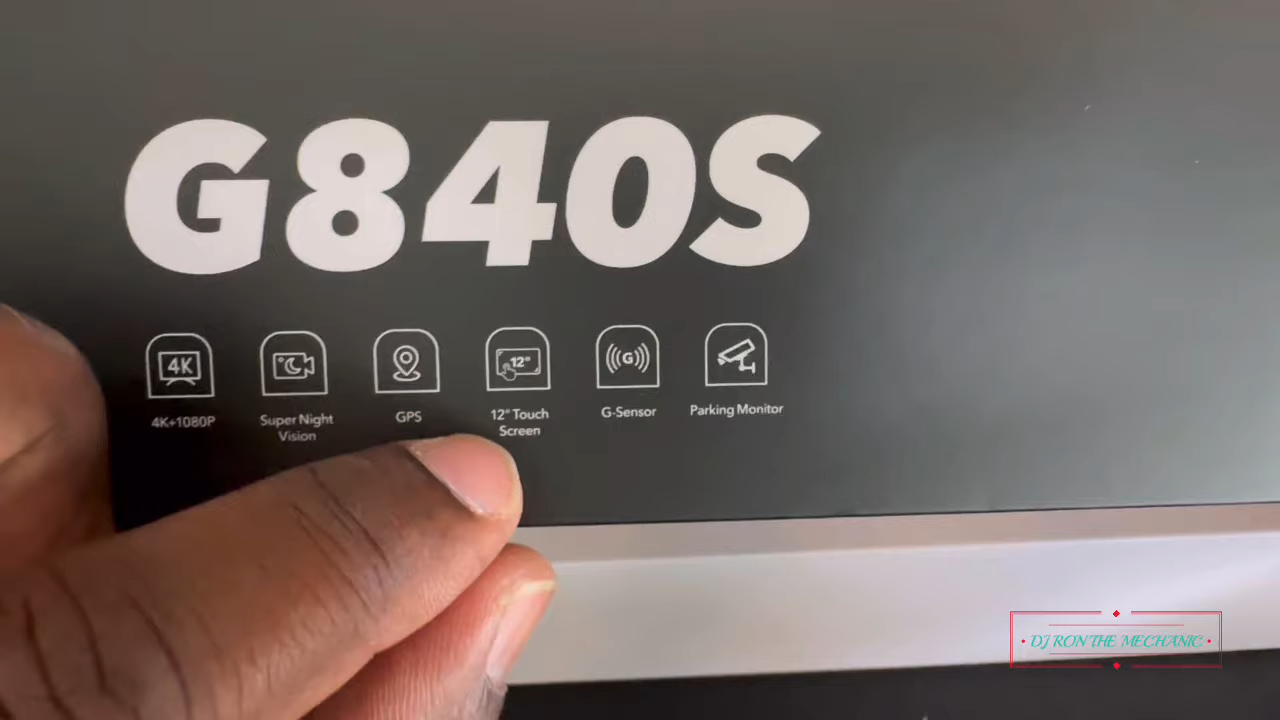 G840S
4K
12"
G
4K+1080P
Super Night
Vision
GPS
12" Touch
Screen
G-Sensor
Parking Monitor
DJ RON THE MECHANIC